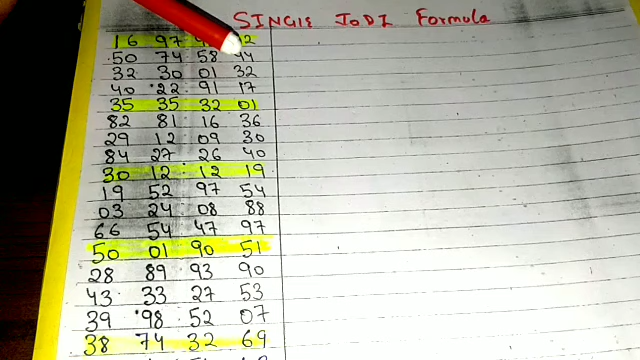 SINGLE JODI Formula
16 97
50 74 58 44
32 30 01 32
40 22 91 17
35 35 32 01
82 81 16 36
29 12 09 30
84 27 26 40
30 12 12 19
19 52 97 54
03 24 08 88
66 54 47 97
50 01 90 51
28 89 93 90
43 33 27 53
39 98 52 07
38 74 32 69